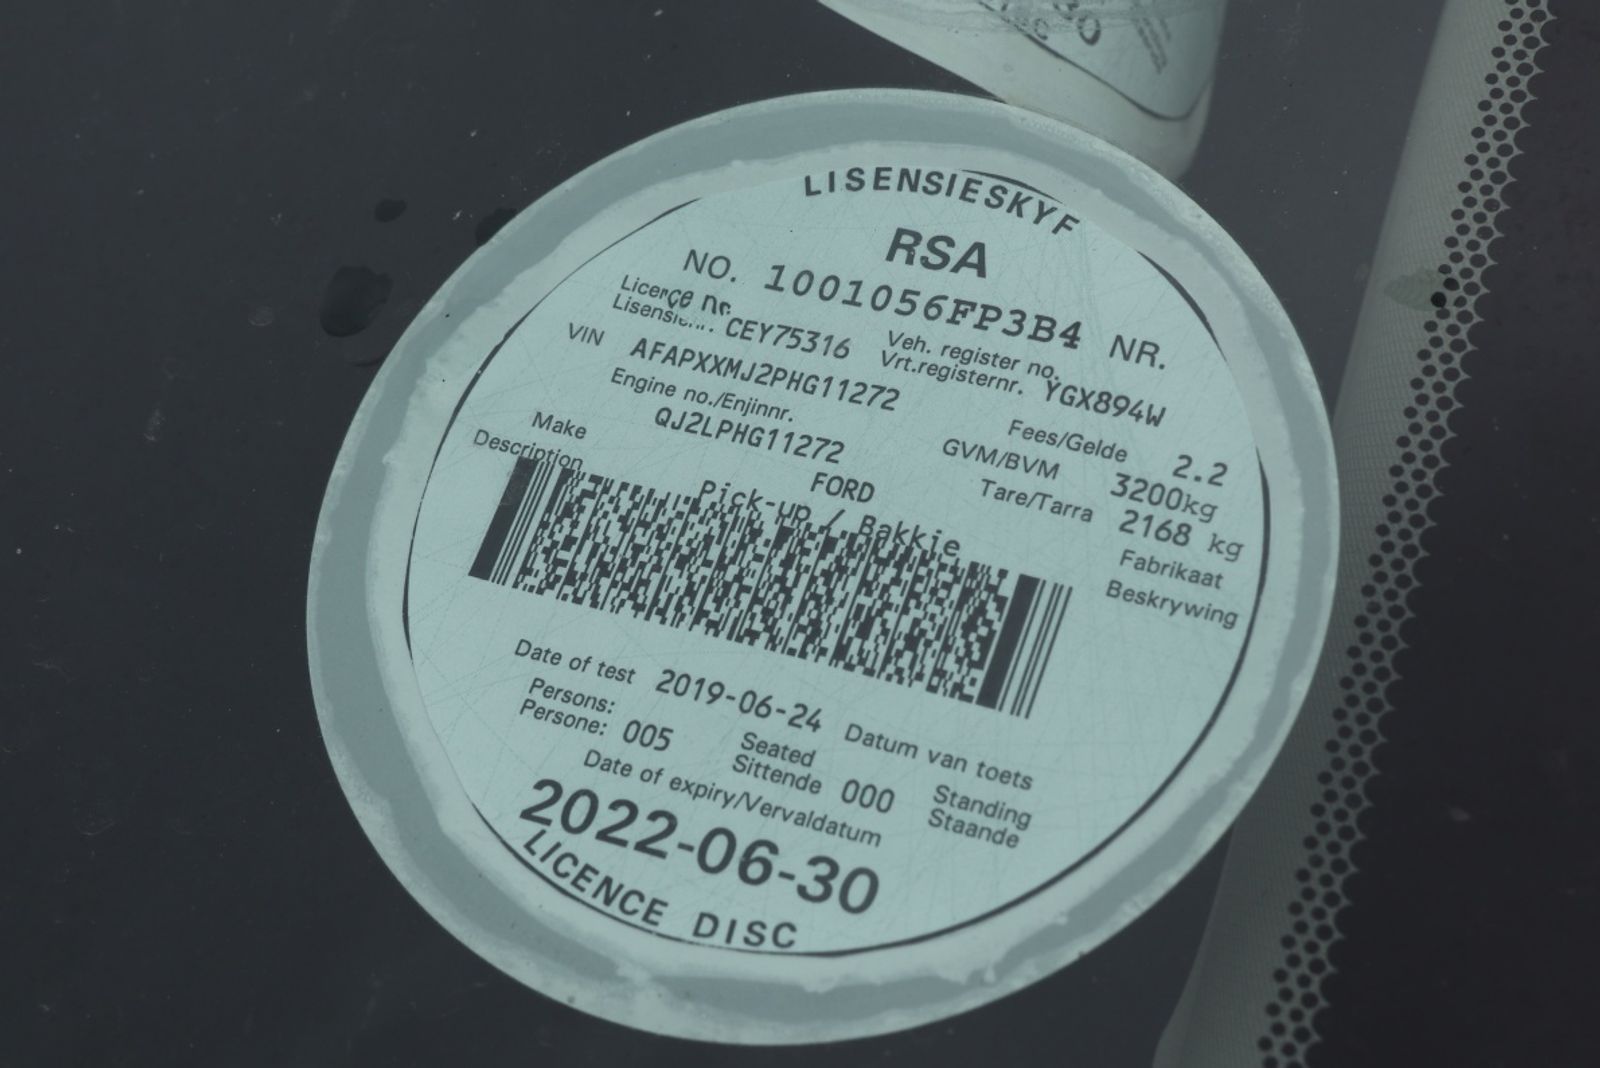 LISENSIESKYF
RSA
NO. 1001056FP3B4 NR.
Licence nr.
Lisensienr. CEY75316
Veh. register no.
Vrt.registernr. YGX894W
VIN AFAPXXMJ2PHG11272
Engine no./Enjinnr.
QJ2LPHG11272
Fees/Gelde 2.2
GVM/BVM 3200kg
Tare/Tarra 2168 kg
Make FORD Fabrikaat
Description Pick-up / Bakkie Beskrywing
Date of test 2019-06-24 Datum van toets
Persons:
Persone: 005
Seated
Sittende 000
Standing
Staande
Date of expiry/Vervaldatum
2022-06-30
LICENCE DISC